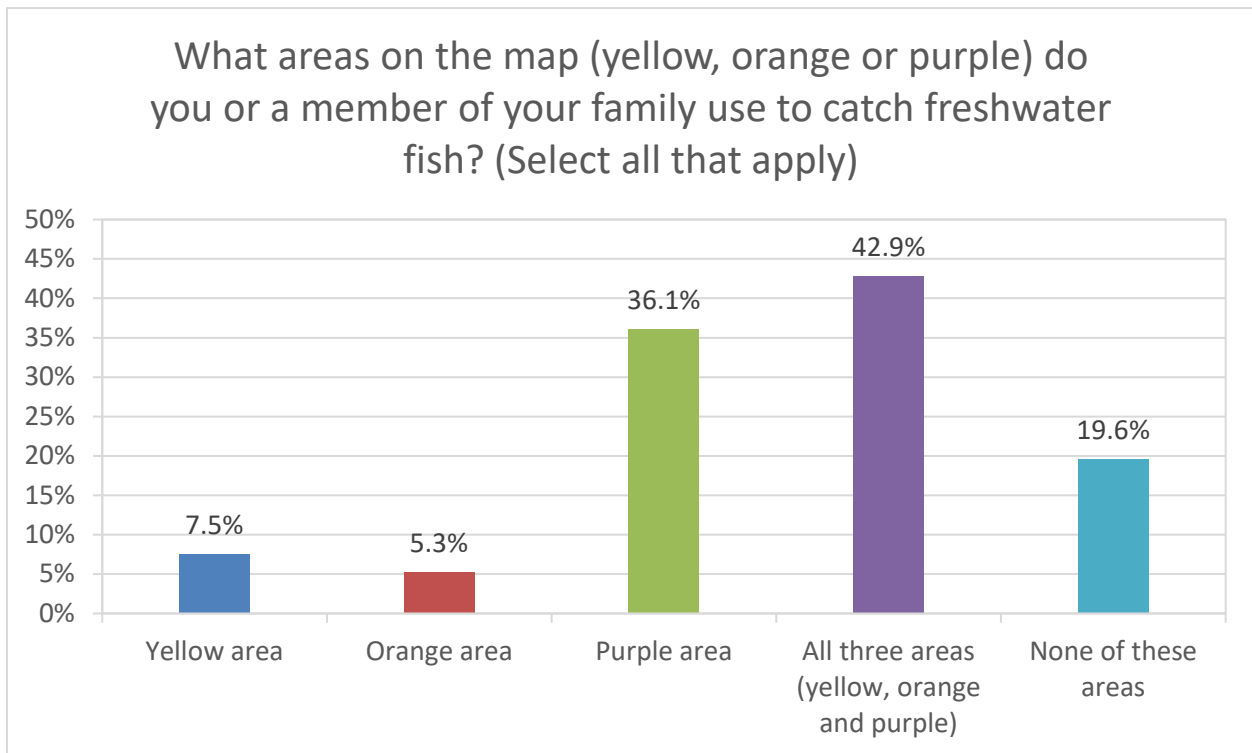 What areas on the map (yellow, orange or purple) do
you or a member of your family use to catch freshwater
fish? (Select all that apply)
50%
45%
40%
35%
30%
25%
20%
15%
10%
5%
0%
7.5%
5.3%
36.1%
42.9%
19.6%
Yellow area
Orange area
Purple area
All three areas
(yellow, orange
and purple)
None of these
areas